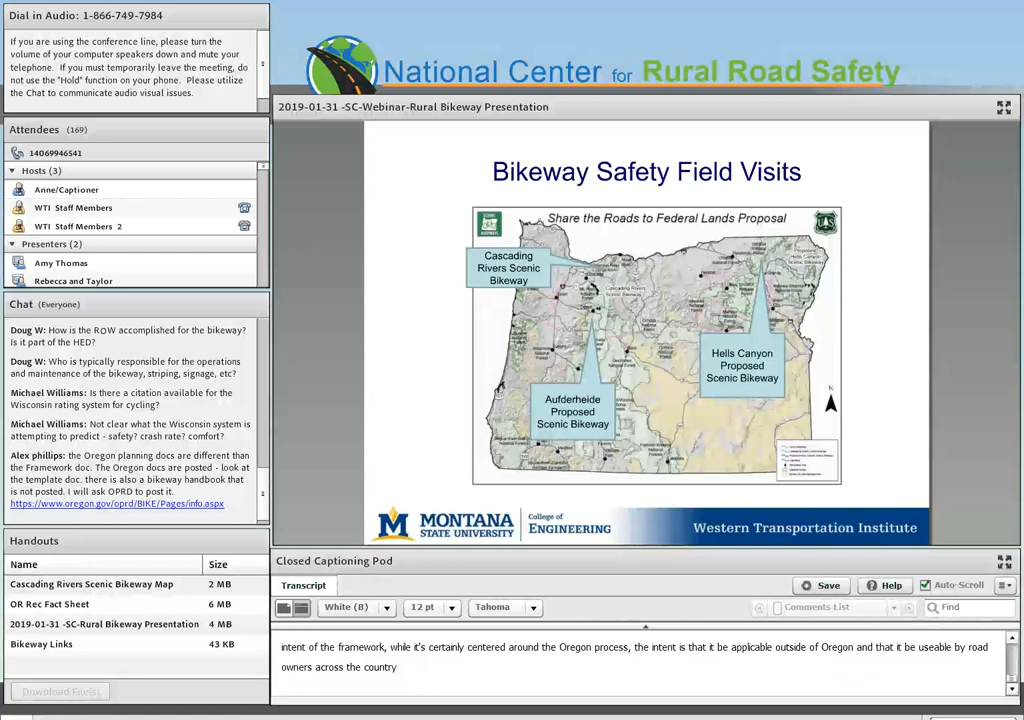 Dial in Audio: 1-866-749-7984
If you are using the conference line, please turn the
volume of your computer speakers down and mute your
telephone. If you must temporarily leave the meeting, do
not use the "Hold" function on your phone. Please utilize
the Chat to communicate audio visual issues.
Attendees (169)
14069946541
Hosts (3)
Anne/Captioner
WTI Staff Members
WTI Staff Members 2
Presenters (2)
Amy Thomas
Rebecca and Taylor
Chat (Everyone)
Doug W: How is the ROW accomplished for the bikeway?
Is it part of the HED?
Doug W: Who is typically responsible for the operations
and maintenance of the bikeway, striping, signage, etc?
Michael Williams: Is there a citation available for the
Wisconsin rating system for cycling?
Michael Williams: Not clear what the Wisconsin system is
attempting to predict - safety? crash rate? comfort?
Alex phillips: the Oregon planning docs are different than
the Framework doc. The Oregon docs are posted - look at
the template doc. there is also a bikeway handbook that
is not posted. I will ask OPRD to post it.
https://www.oregon.gov/oprd/BIKE/Pages/info.aspx
Handouts
Name Size
Cascading Rivers Scenic Bikeway Map 2 MB
OR Rec Fact Sheet 6 MB
2019-01-31 -SC-Rural Bikeway Presentation 4 MB
Bikeway Links 43 KB
Download File(s)
National Center for Rural Road Safety
2019-01-31 -SC-Webinar-Rural Bikeway Presentation
Bikeway Safety Field Visits
Share the Roads to Federal Lands Proposal
Cascading
Rivers Scenic
Bikeway
Hells Canyon
Proposed
Scenic Bikeway
Aufderheide
Proposed
Scenic Bikeway
N
M MONTANA
STATE UNIVERSITY
College of
ENGINEERING
Western Transportation Institute
Closed Captioning Pod
Transcript
Save
Help
Auto-Scroll
White (B)
12 pt
Tahoma
Comments List
Find
intent of the framework, while it's certainly centered around the Oregon process, the intent is that it be applicable outside of Oregon and that it be useable by road
owners across the country